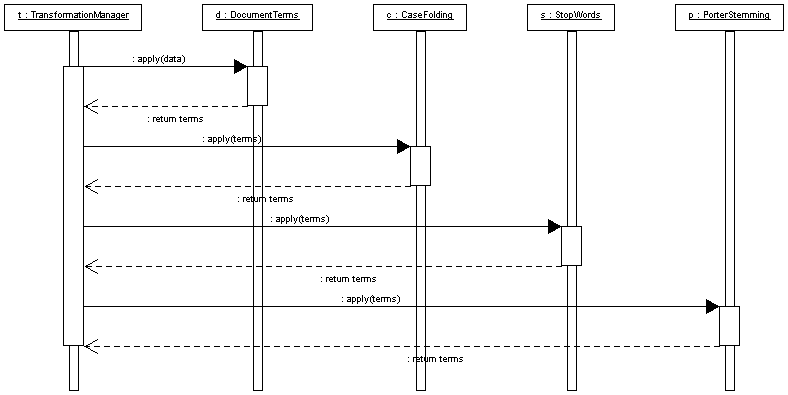 t : TransformationManager
d : DocumentTerms
c : CaseFolding
s : StopWords
p : PorterStemming
: apply(data)
: return terms
: apply(terms)
: return terms
: apply(terms)
: return terms
: apply(terms)
: return terms